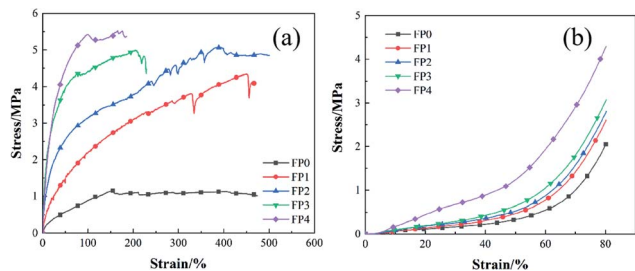 (a)
Stress/MPa
6
5
4
3
2
1
0
FP0
FP1
FP2
FP3
FP4
0 100 200 300 400 500 600
Strain/%
(b)
Stress/MPa
5
4
3
2
1
0
FP0
FP1
FP2
FP3
FP4
0 20 40 60 80
Strain/%